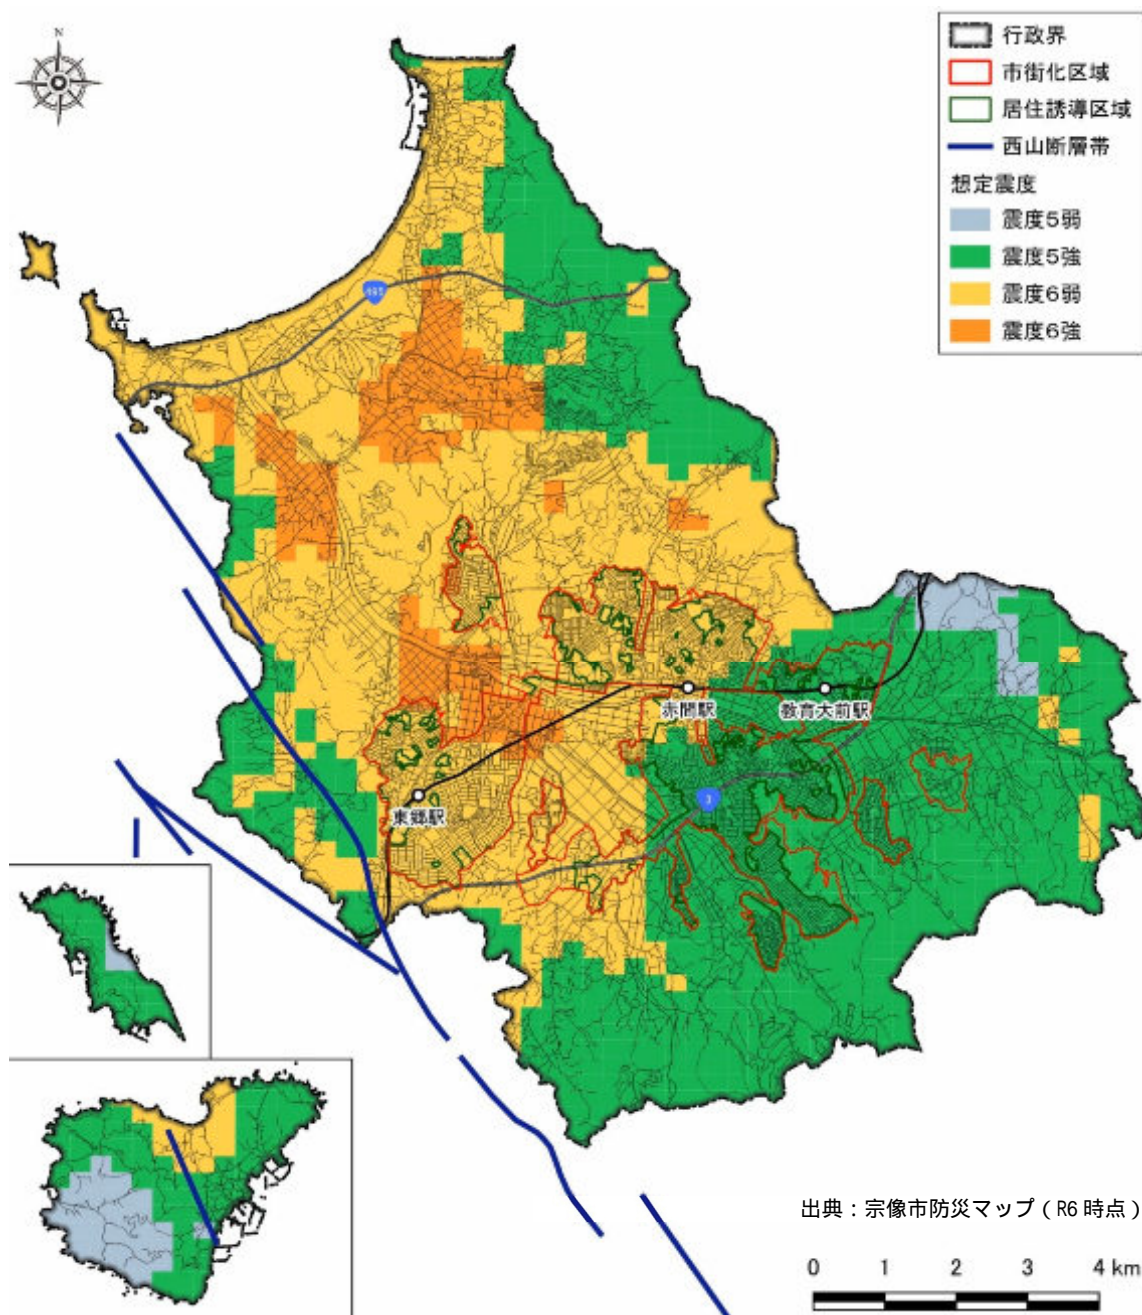 N
行政界
市街化区域
居住誘導区域
西山断層帯
想定震度
震度5弱
震度5強
震度6弱
震度6強
495
赤間駅
教育大前駅
東郷駅
3
出典：宗像市防災マップ（R6 時点）
0 1 2 3 4 km